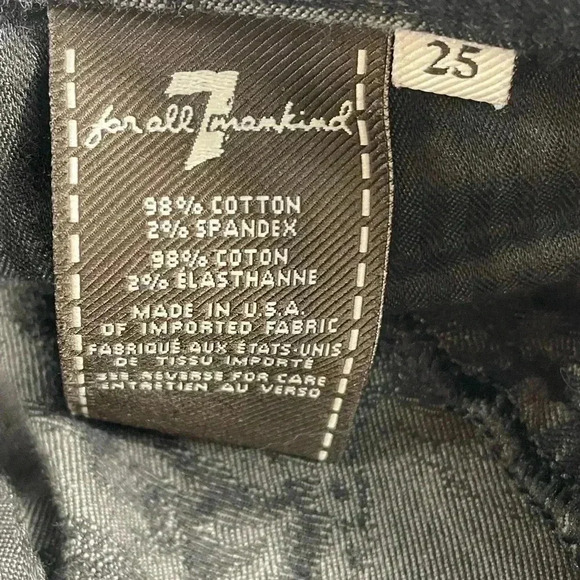 7
for all mankind
25
98% COTTON
2% SPANDEX
98% COTON
2% ÉLASTHANNE
MADE IN U.S.A.
OF IMPORTED FABRIC
FABRIQUÉ AUX ÉTATS-UNIS
DE TISSU IMPORTÉ
SEE REVERSE FOR CARE
ENTRETIEN AU VERSO